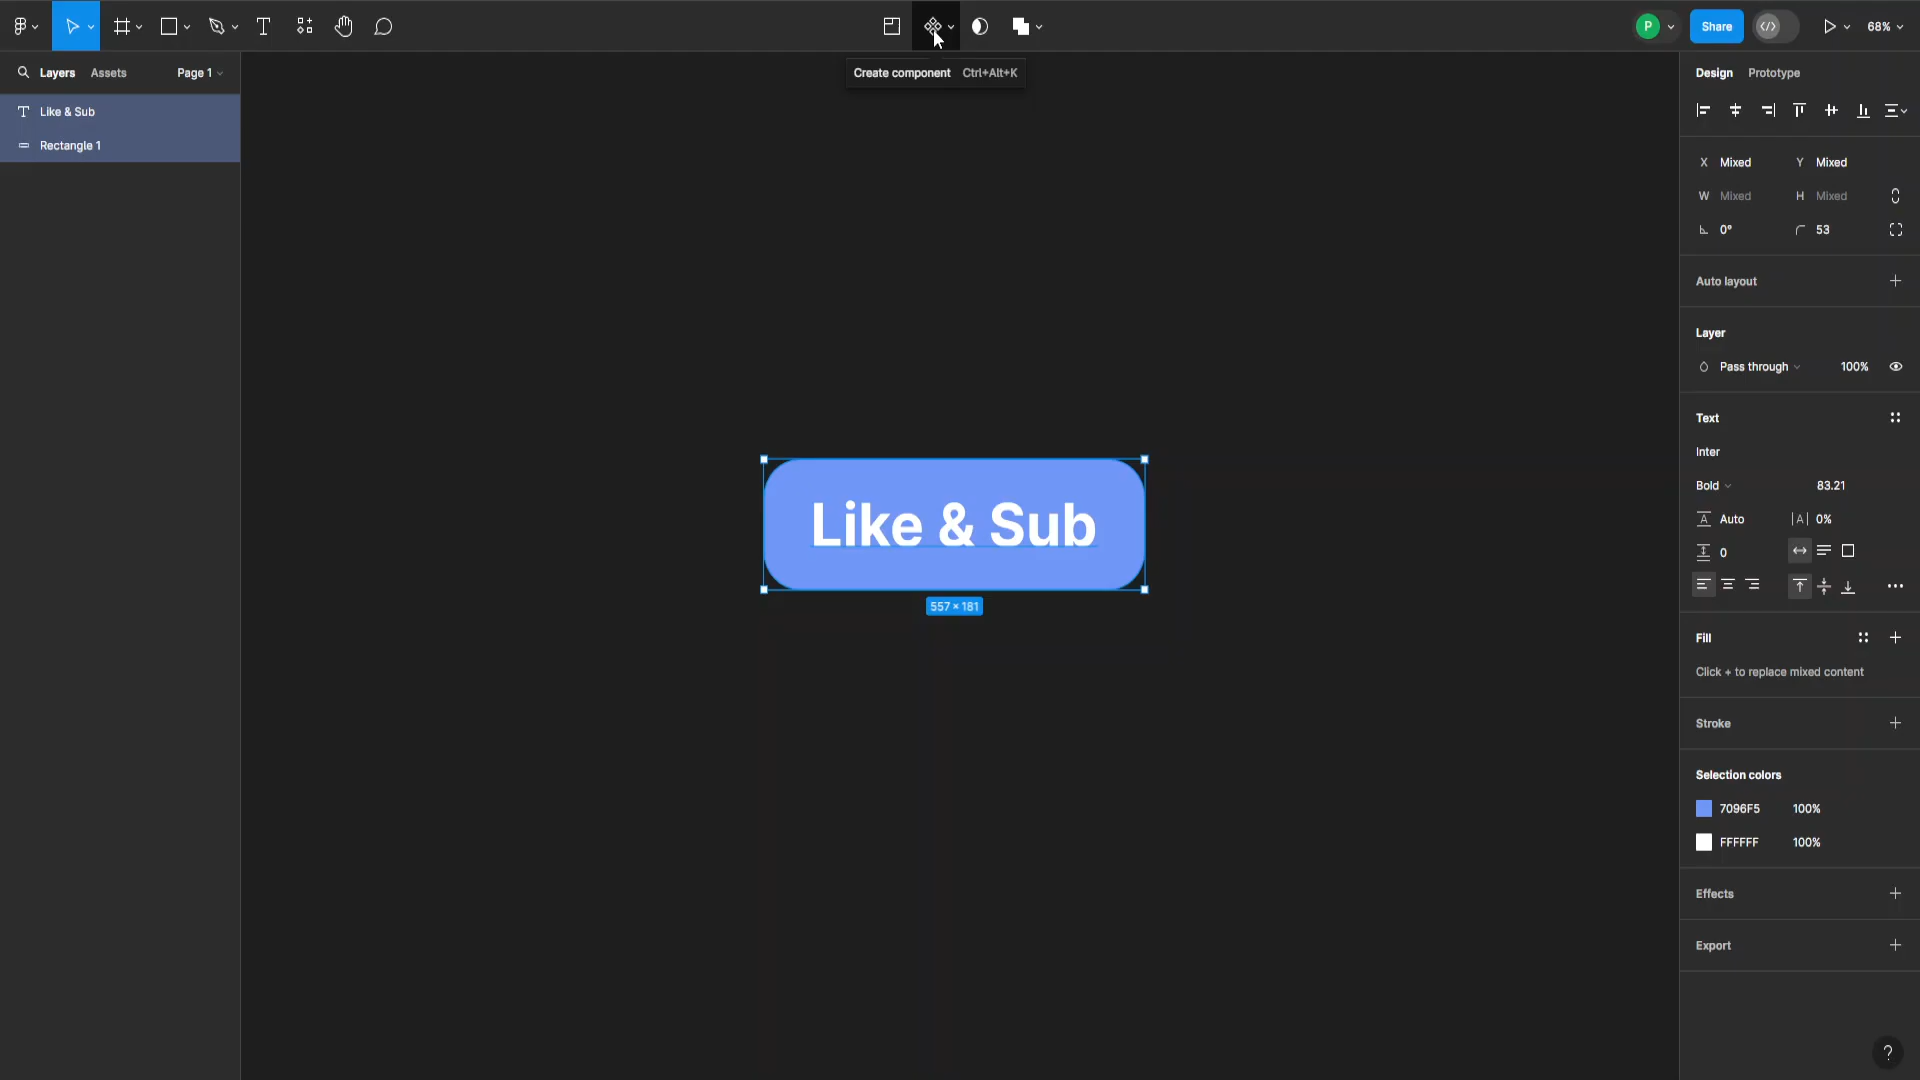 P
Share
68%
Layers
Assets
Page 1
Create component Ctrl+Alt+K
Design
Prototype
Like & Sub
Rectangle 1
X Mixed
Y Mixed
W Mixed
H Mixed
0°
53
Auto layout
Layer
Pass through
100%
Text
Inter
Bold
83.21
Auto
0%
0
Like & Sub
557 × 181
Fill
Click + to replace mixed content
Stroke
Selection colors
7096F5
100%
FFFFFF
100%
Effects
Export
?